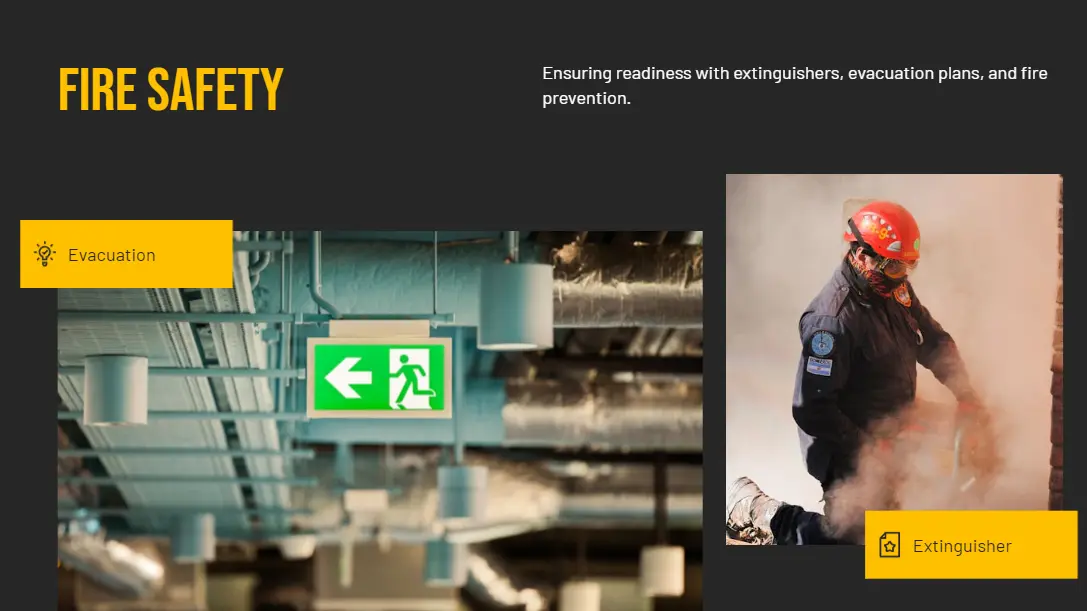 FIRE SAFETY
Ensuring readiness with extinguishers, evacuation plans, and fire
prevention.
Evacuation
Extinguisher